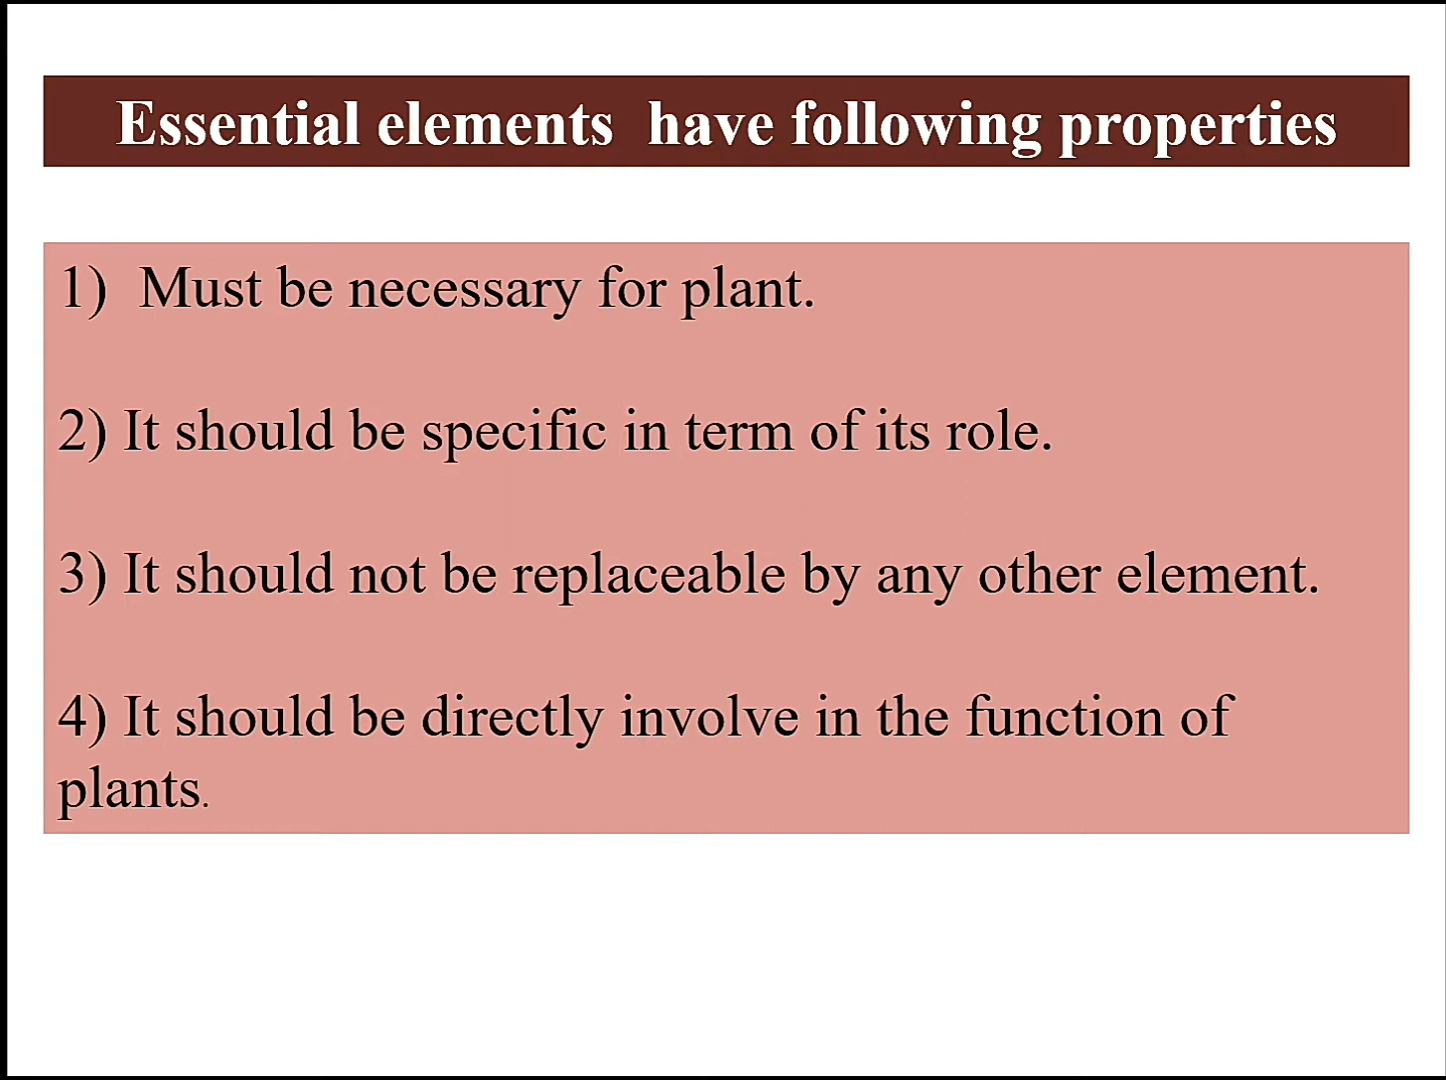 Essential elements have following properties
1) Must be necessary for plant.
2) It should be specific in term of its role.
3) It should not be replaceable by any other element.
4) It should be directly involve in the function of
plants.